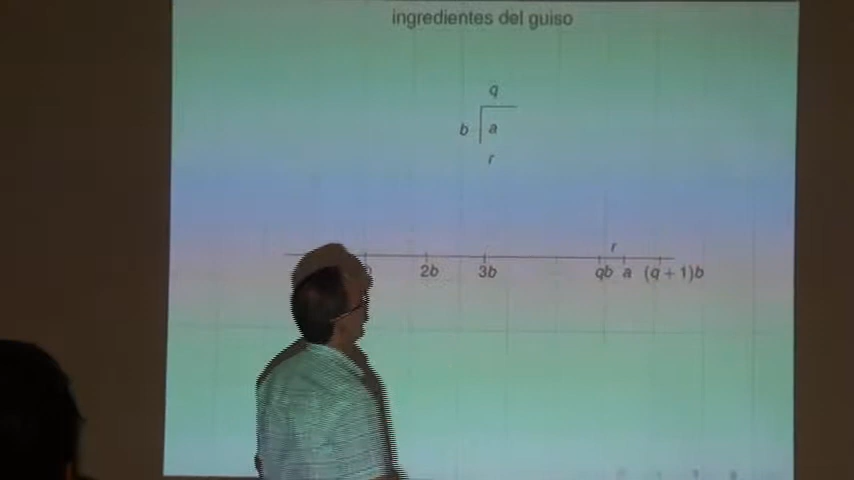 ingredientes del guiso
q
b a
r
r
2b 3b qb a (q + 1)b